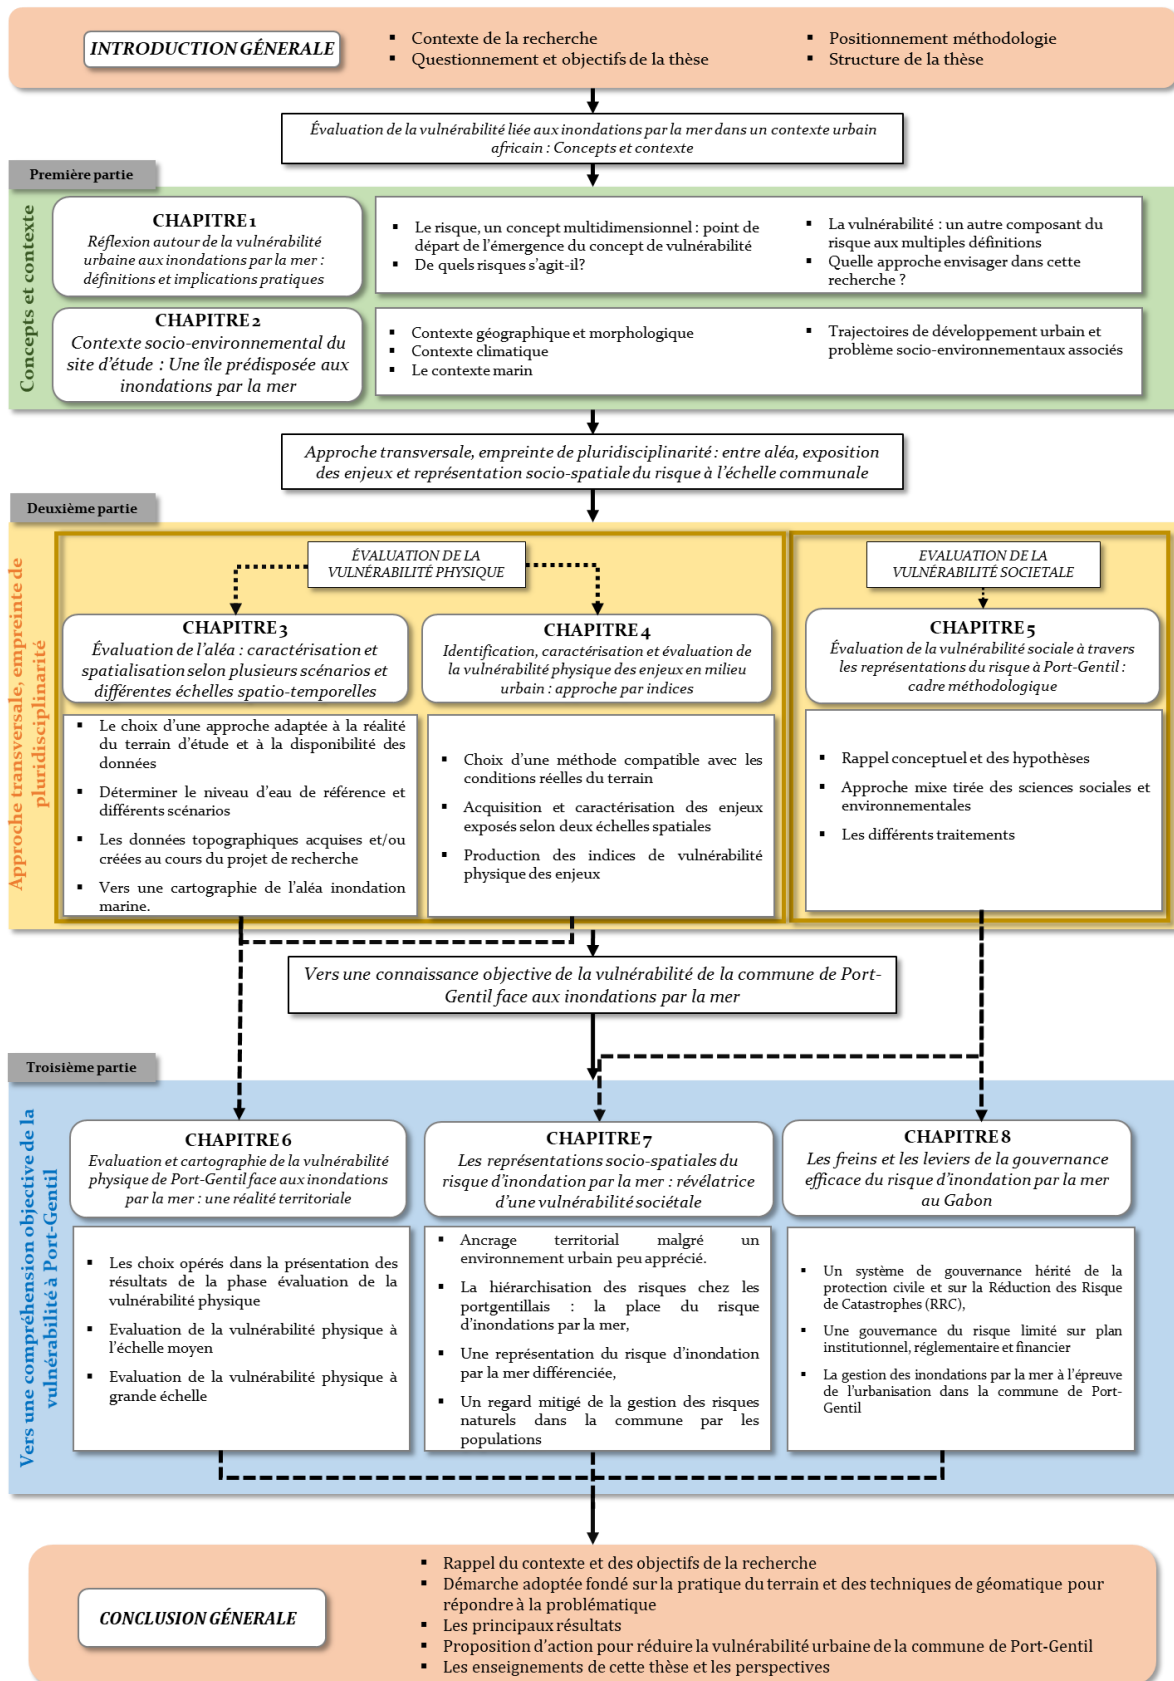 INTRODUCTION GÉNERALE
▪ Contexte de la recherche
▪ Questionnement et objectifs de la thèse
▪ Positionnement méthodologie
▪ Structure de la thèse
Évaluation de la vulnérabilité liée aux inondations par la mer dans un contexte urbain
africain : Concepts et contexte
Première partie
Concepts et contexte
CHAPITRE 1
Réflexion autour de la vulnérabilité
urbaine aux inondations par la mer :
définitions et implications pratiques
▪ Le risque, un concept multidimensionnel : point de
départ de l'émergence du concept de vulnérabilité
▪ De quels risques s'agit-il?
▪ La vulnérabilité : un autre composant du
risque aux multiples définitions
▪ Quelle approche envisager dans cette
recherche ?
CHAPITRE 2
Contexte socio-environnemental du
site d'étude : Une île prédisposée aux
inondations par la mer
▪ Contexte géographique et morphologique
▪ Contexte climatique
▪ Le contexte marin
▪ Trajectoires de développement urbain et
problème socio-environnementaux associés
Approche transversale, empreinte de pluridisciplinarité : entre aléa, exposition
des enjeux et représentation socio-spatiale du risque à l'échelle communale
Deuxième partie
Approche transversale, empreinte de
pluridisciplinarité
ÉVALUATION DE LA
VULNÉRABILITÉ PHYSIQUE
EVALUATION DE LA
VULNÉRABILITÉ SOCIETALE
CHAPITRE 3
Évaluation de l'aléa : caractérisation et
spatialisation selon plusieurs scénarios et
différentes échelles spatio-temporelles
▪ Le choix d'une approche adaptée à la réalité
du terrain d'étude et à la disponibilité des
données
▪ Déterminer le niveau d'eau de référence et
différents scénarios
▪ Les données topographiques acquises et/ou
créées au cours du projet de recherche
▪ Vers une cartographie de l'aléa inondation
marine.
CHAPITRE 4
Identification, caractérisation et évaluation
de la vulnérabilité physique des enjeux en milieu
urbain : approche par indices
▪ Choix d'une méthode compatible avec les
conditions réelles du terrain
▪ Acquisition et caractérisation des enjeux
exposés selon deux échelles spatiales
▪ Production des indices de vulnérabilité
physique des enjeux
CHAPITRE 5
Évaluation de la vulnérabilité sociale à travers
les représentations du risque à Port-Gentil :
cadre méthodologique
▪ Rappel conceptuel et des hypothèses
▪ Approche mixe tirée des sciences sociales et
environnementales
▪ Les différents traitements
Vers une connaissance objective de la vulnérabilité de la commune de Port-
Gentil face aux inondations par la mer
Troisième partie
Vers une compréhension objective de la
vulnérabilité à Port-Gentil
CHAPITRE 6
Evaluation et cartographie de la vulnérabilité
physique de Port-Gentil face aux inondations
par la mer : une réalité territoriale
▪ Les choix opérés dans la présentation des
résultats de la phase évaluation de la
vulnérabilité physique
▪ Evaluation de la vulnérabilité physique à
l'échelle moyen
▪ Evaluation de la vulnérabilité physique à
grande échelle
CHAPITRE 7
Les représentations socio-spatiales du
risque d'inondation par la mer : révélatrice
d'une vulnérabilité sociétale
▪ Ancrage territorial malgré un
environnement urbain peu apprécié.
▪ La hiérarchisation des risques chez les
portgentillais : la place du risque
d'inondations par la mer,
▪ Une représentation du risque d'inondation
par la mer différenciée,
▪ Un regard mitigé de la gestion des risques
naturels dans la commune par les
populations
CHAPITRE 8
Les freins et les leviers de la gouvernance
efficace du risque d'inondation par la mer
au Gabon
▪ Un système de gouvernance hérité de la
protection civile et sur la Réduction des Risque
de Catastrophes (RRC),
▪ Une gouvernance du risque limité sur plan
institutionnel, réglementaire et financier
▪ La gestion des inondations par la mer à l'épreuve
de l'urbanisation dans la commune de Port-
Gentil
CONCLUSION GÉNERALE
▪ Rappel du contexte et des objectifs de la recherche
▪ Démarche adoptée fondé sur la pratique du terrain et des techniques de géomatique pour
répondre à la problématique
▪ Les principaux résultats
▪ Proposition d'action pour réduire la vulnérabilité urbaine de la commune de Port-Gentil
▪ Les enseignements de cette thèse et les perspectives